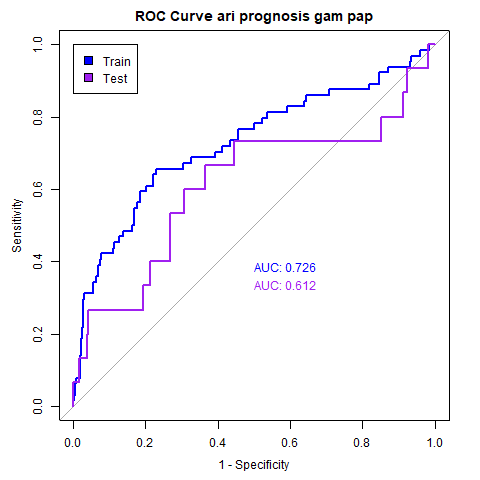 ROC Curve ari prognosis gam pap
Train
Test
1.0
0.8
0.6
0.4
0.2
0.0
Sensitivity
AUC: 0.726
AUC: 0.612
0.0 0.2 0.4 0.6 0.8 1.0
1 - Specificity